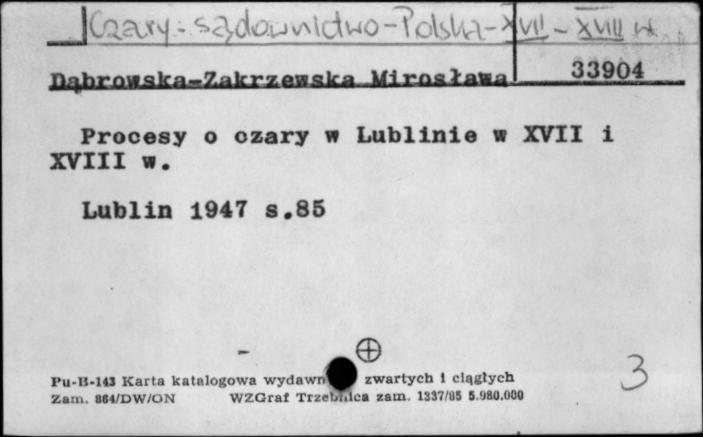 Czary - sądownictwo - Polska - XVII - XVIII w.
33904
Dąbrowska-Zakrzewska Mirosława
Procesy o czary w Lublinie w XVII i
XVIII w.
Lublin 1947 s.85
3
Pu-B-143 Karta katalogowa wydawn zwartych i ciągłych
Zam. 864/DW/ON WZGraf Trzebnica zam. 1337/85 5.980.000